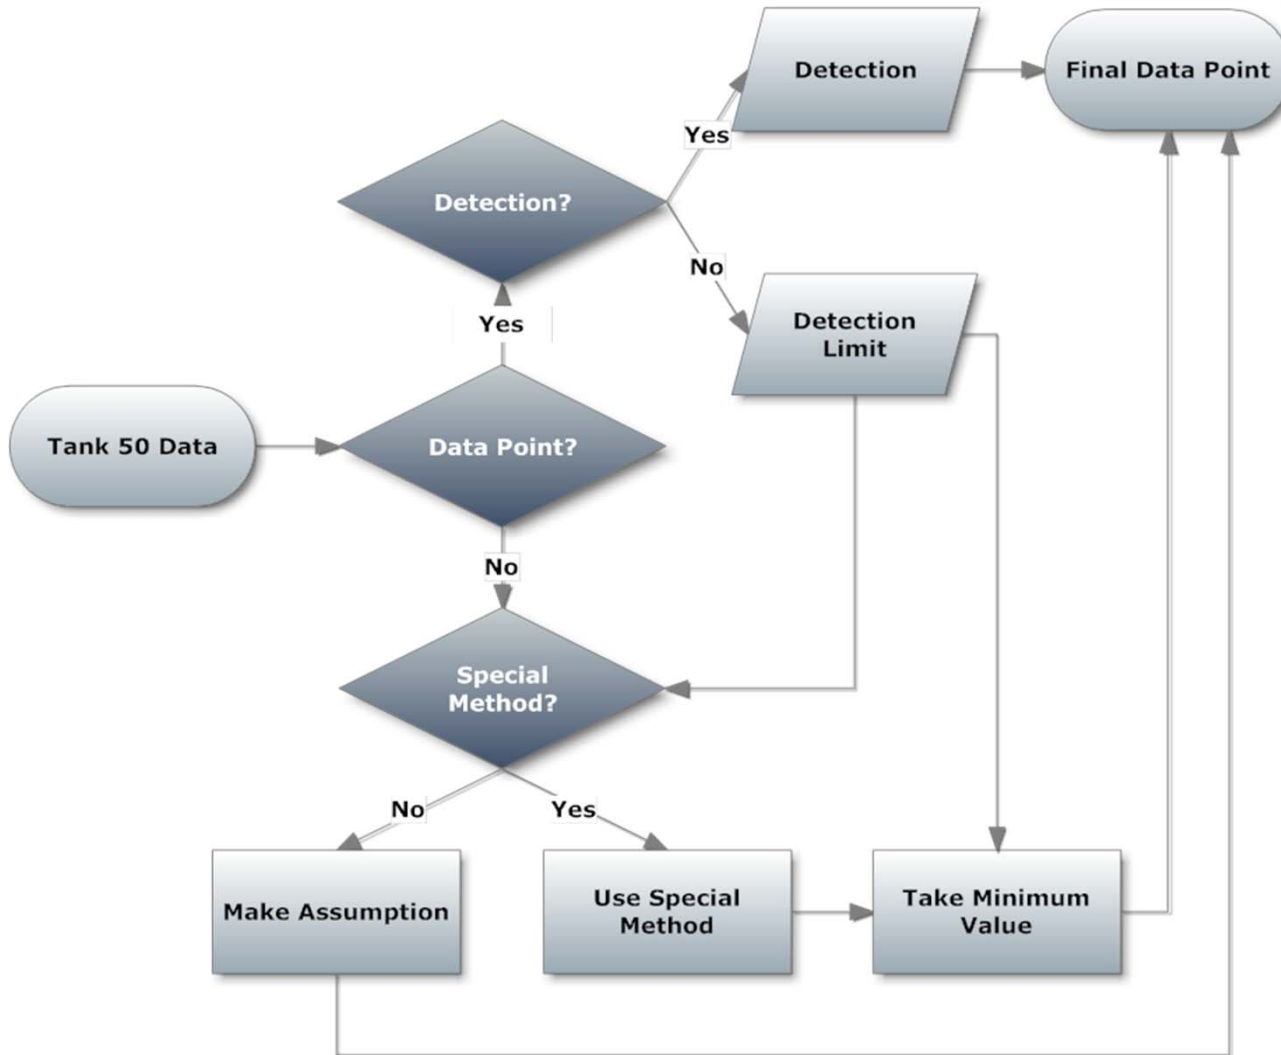 Detection
Final Data Point
Yes
Detection?
No
Detection
Limit
Yes
Tank 50 Data
Data Point?
No
Special
Method?
No
Yes
Make Assumption
Use Special
Method
Take Minimum
Value